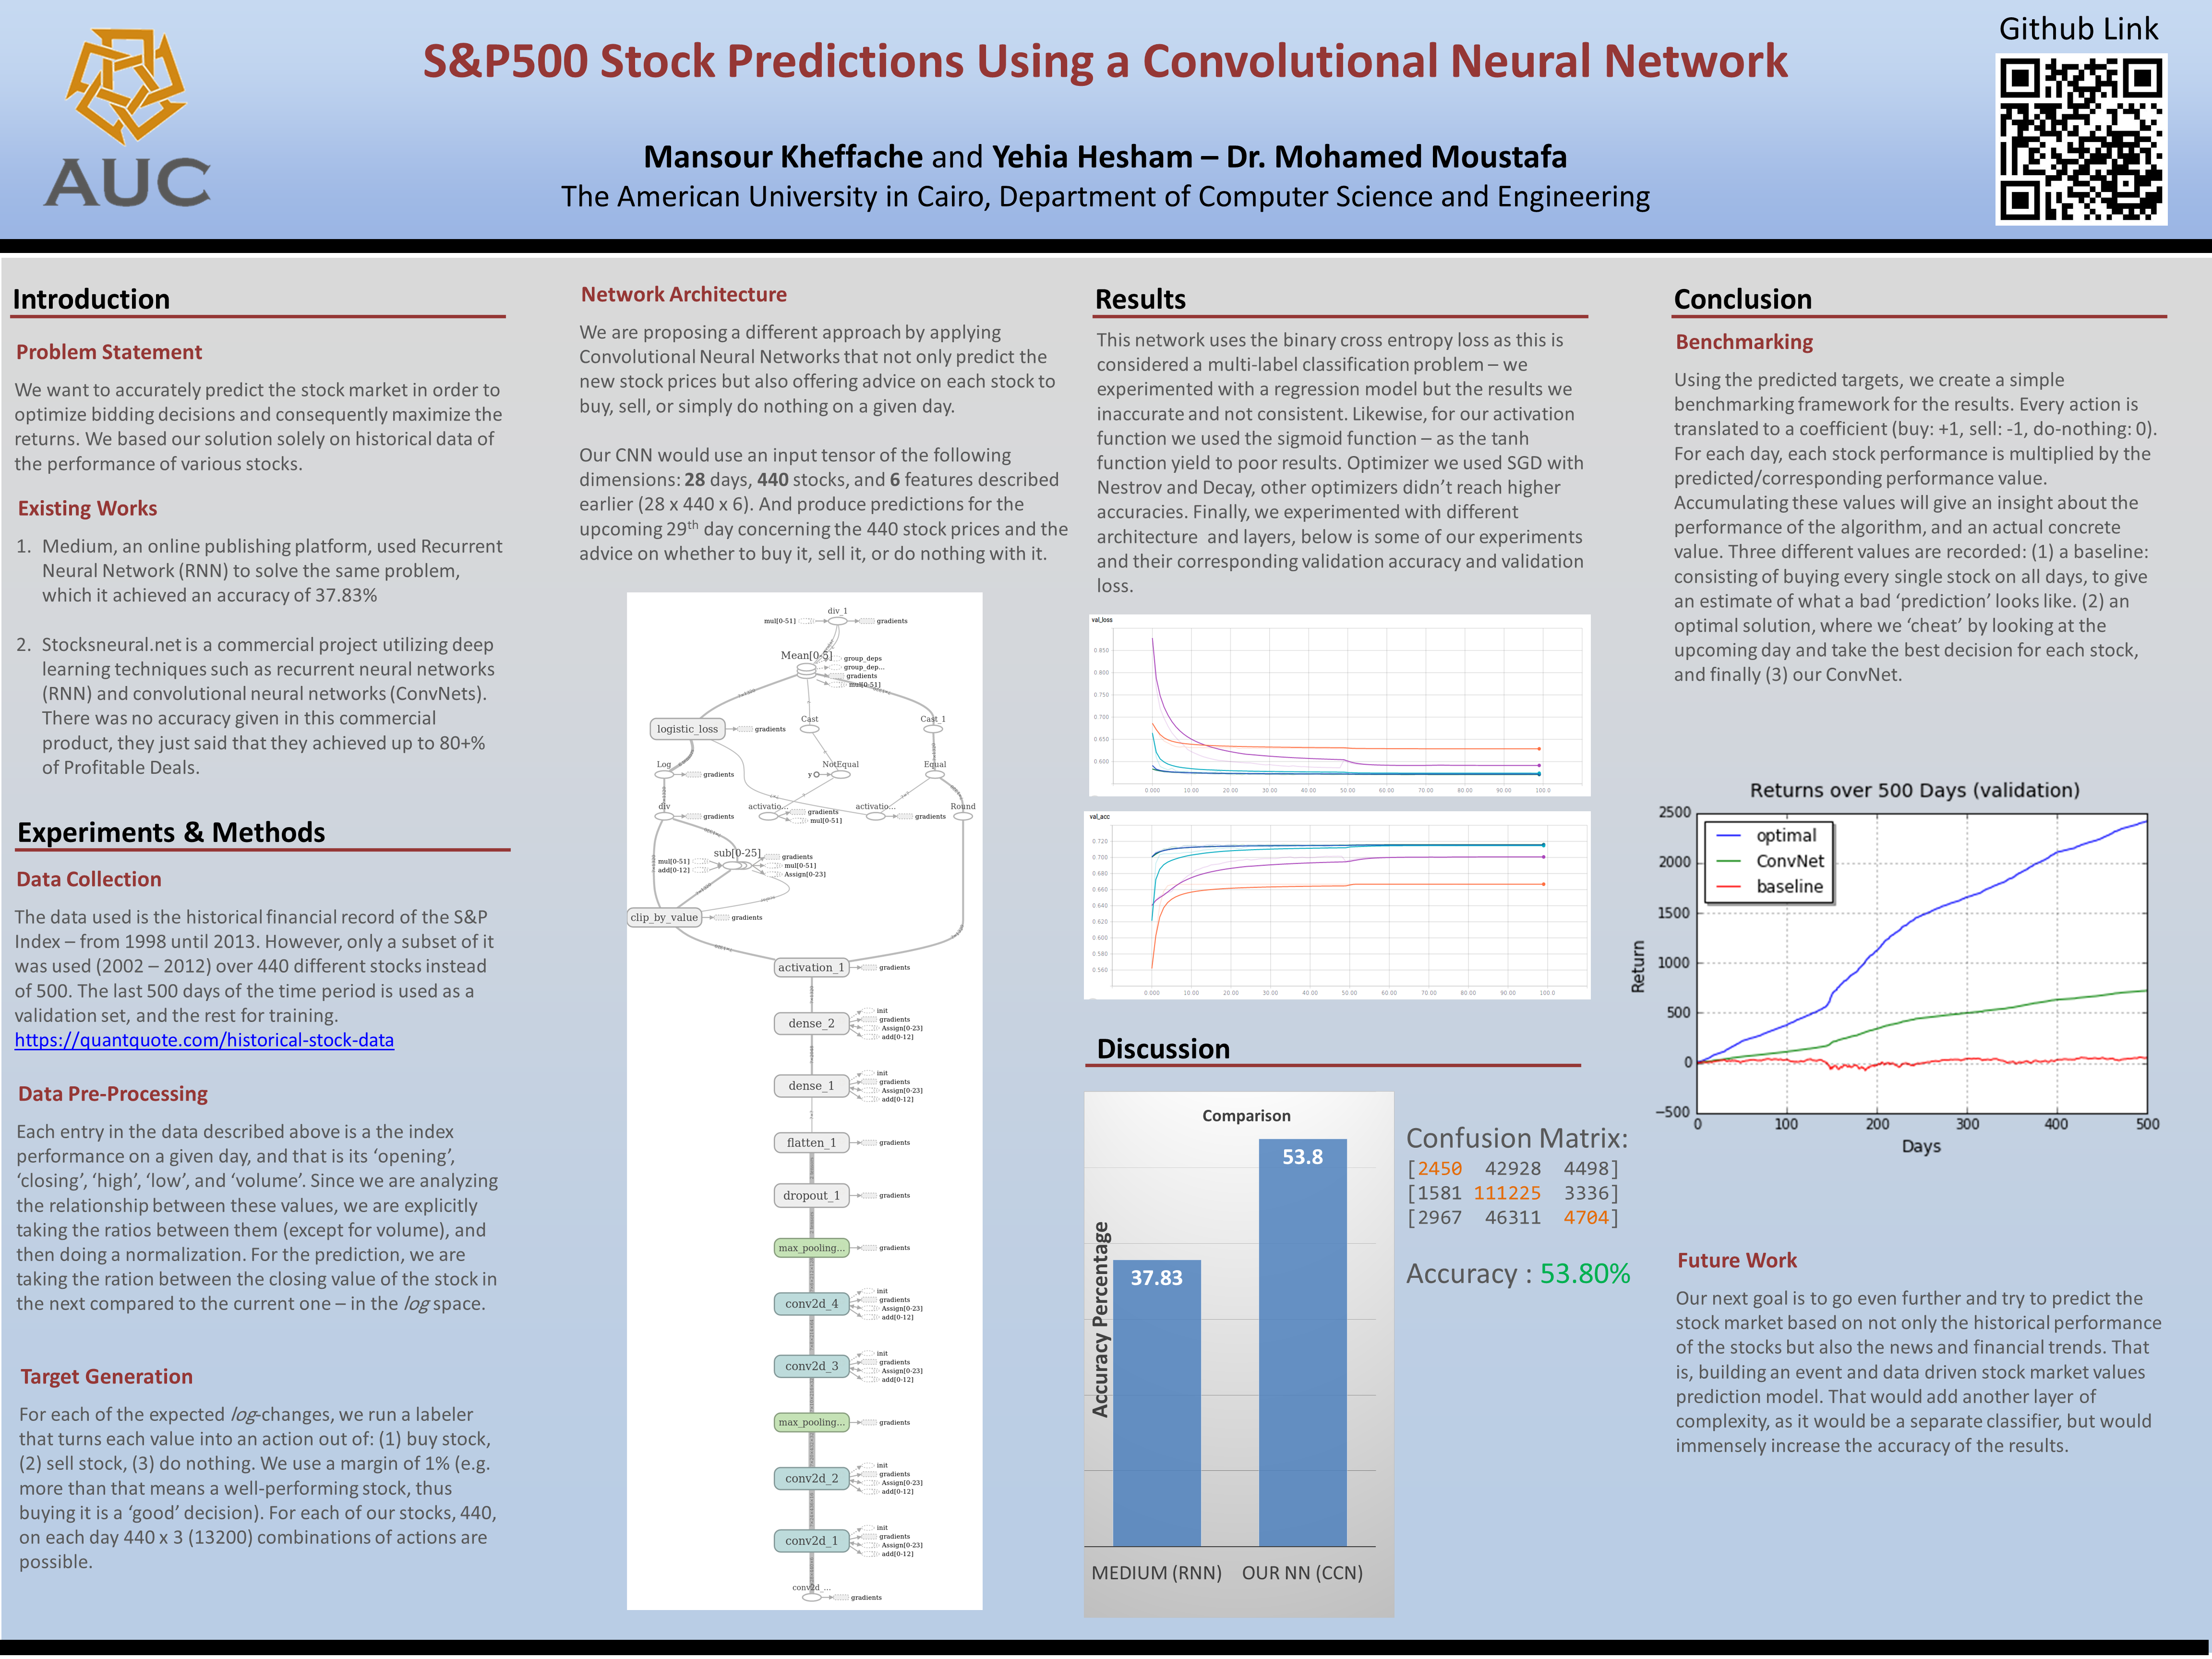 Github Link
S&P500 Stock Predictions Using a Convolutional Neural Network
AUC
Mansour Kheffache and Yehia Hesham – Dr. Mohamed Moustafa
The American University in Cairo, Department of Computer Science and Engineering
Introduction
Problem Statement
We want to accurately predict the stock market in order to
optimize bidding decisions and consequently maximize the
returns. We based our solution solely on historical data of
the performance of various stocks.
Existing Works
1. Medium, an online publishing platform, used Recurrent
Neural Network (RNN) to solve the same problem,
which it achieved an accuracy of 37.83%
2. Stocksneural.net is a commercial project utilizing deep
learning techniques such as recurrent neural networks
(RNN) and convolutional neural networks (ConvNets).
There was no accuracy given in this commercial
product, they just said that they achieved up to 80+%
of Profitable Deals.
Experiments & Methods
Data Collection
The data used is the historical financial record of the S&P
Index – from 1998 until 2013. However, only a subset of it
was used (2002 – 2012) over 440 different stocks instead
of 500. The last 500 days of the time period is used as a
validation set, and the rest for training.
https://quantquote.com/historical-stock-data
Data Pre-Processing
Each entry in the data described above is a the index
performance on a given day, and that is its ‘opening’,
‘closing’, ‘high’, ‘low’, and ‘volume’. Since we are analyzing
the relationship between these values, we are explicitly
taking the ratios between them (except for volume), and
then doing a normalization. For the prediction, we are
taking the ration between the closing value of the stock in
the next compared to the current one – in the log space.
Target Generation
For each of the expected log-changes, we run a labeler
that turns each value into an action out of: (1) buy stock,
(2) sell stock, (3) do nothing. We use a margin of 1% (e.g.
more than that means a well-performing stock, thus
buying it is a ‘good’ decision). For each of our stocks, 440,
on each day 440 x 3 (13200) combinations of actions are
possible.
Network Architecture
We are proposing a different approach by applying
Convolutional Neural Networks that not only predict the
new stock prices but also offering advice on each stock to
buy, sell, or simply do nothing on a given day.
Our CNN would use an input tensor of the following
dimensions: 28 days, 440 stocks, and 6 features described
earlier (28 x 440 x 6). And produce predictions for the
upcoming 29th day concerning the 440 stock prices and the
advice on whether to buy it, sell it, or do nothing with it.
div_1
mul[0-51] gradients
Mean[0-5] group_deps
group_dep...
gradients
mul[0-51]
Cast Cast_1
logistic_loss gradients
Log NotEqual Equal
gradients y
div activatio... activatio... Round
gradients gradients gradients
mul[0-51]
sub[0-25] gradients
mul[0-51] mul[0-51]
add[0-12] Assign[0-23]
clip_by_value gradients
activation_1 gradients
init
dense_2 gradients
Assign[0-23]
add[0-12]
init
dense_1 gradients
Assign[0-23]
add[0-12]
flatten_1 gradients
dropout_1 gradients
max_pooling... gradients
init
conv2d_4 gradients
Assign[0-23]
add[0-12]
init
conv2d_3 gradients
Assign[0-23]
add[0-12]
max_pooling... gradients
init
conv2d_2 gradients
Assign[0-23]
add[0-12]
init
conv2d_1 gradients
Assign[0-23]
add[0-12]
conv2d_...
gradients
Results
This network uses the binary cross entropy loss as this is
considered a multi-label classification problem – we
experimented with a regression model but the results we
inaccurate and not consistent. Likewise, for our activation
function we used the sigmoid function – as the tanh
function yield to poor results. Optimizer we used SGD with
Nestrov and Decay, other optimizers didn’t reach higher
accuracies. Finally, we experimented with different
architecture and layers, below is some of our experiments
and their corresponding validation accuracy and validation
loss.
val_loss
0.850
0.800
0.750
0.700
0.650
0.600
0.000 10.00 20.00 30.00 40.00 50.00 60.00 70.00 80.00 90.00 100.0
val_acc
0.720
0.700
0.680
0.660
0.640
0.620
0.600
0.580
0.560
0.000 10.00 20.00 30.00 40.00 50.00 60.00 70.00 80.00 90.00 100.0
Discussion
Comparison
Accuracy Percentage
37.83
53.8
MEDIUM (RNN) OUR NN (CCN)
Confusion Matrix:
[2450 42928 4498]
[1581 111225 3336]
[2967 46311 4704]
Accuracy : 53.80%
Conclusion
Benchmarking
Using the predicted targets, we create a simple
benchmarking framework for the results. Every action is
translated to a coefficient (buy: +1, sell: -1, do-nothing: 0).
For each day, each stock performance is multiplied by the
predicted/corresponding performance value.
Accumulating these values will give an insight about the
performance of the algorithm, and an actual concrete
value. Three different values are recorded: (1) a baseline:
consisting of buying every single stock on all days, to give
an estimate of what a bad ‘prediction’ looks like. (2) an
optimal solution, where we ‘cheat’ by looking at the
upcoming day and take the best decision for each stock,
and finally (3) our ConvNet.
Returns over 500 Days (validation)
optimal
ConvNet
baseline
2500
2000
1500
1000
500
0
−500
Return
0 100 200 300 400 500
Days
Future Work
Our next goal is to go even further and try to predict the
stock market based on not only the historical performance
of the stocks but also the news and financial trends. That
is, building an event and data driven stock market values
prediction model. That would add another layer of
complexity, as it would be a separate classifier, but would
immensely increase the accuracy of the results.